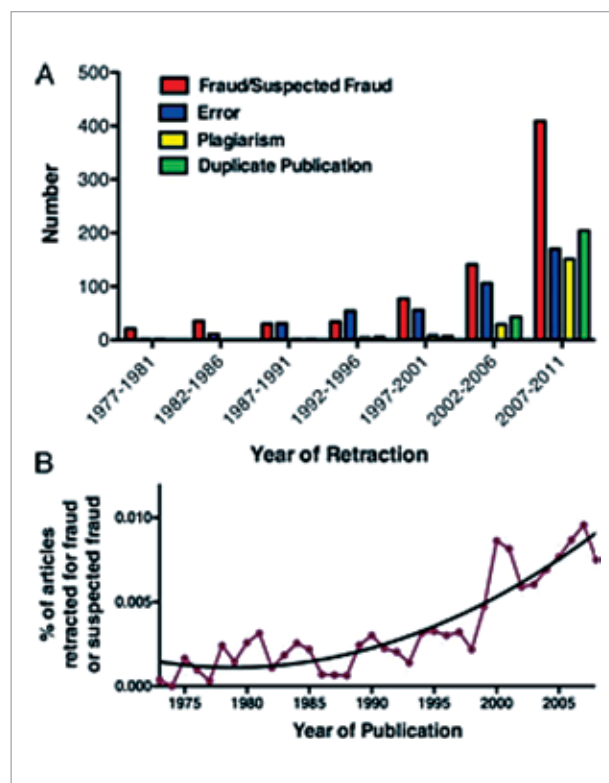 A
500
400
300
200
100
0
Number
Fraud/Suspected Fraud
Error
Plagiarism
Duplicate Publication
1977-1981
1982-1986
1987-1991
1992-1996
1997-2001
2002-2006
2007-2011
Year of Retraction
B
% of articles
retracted for fraud
or suspected fraud
0.010
0.005
0.000
1975
1980
1985
1990
1995
2000
2005
Year of Publication